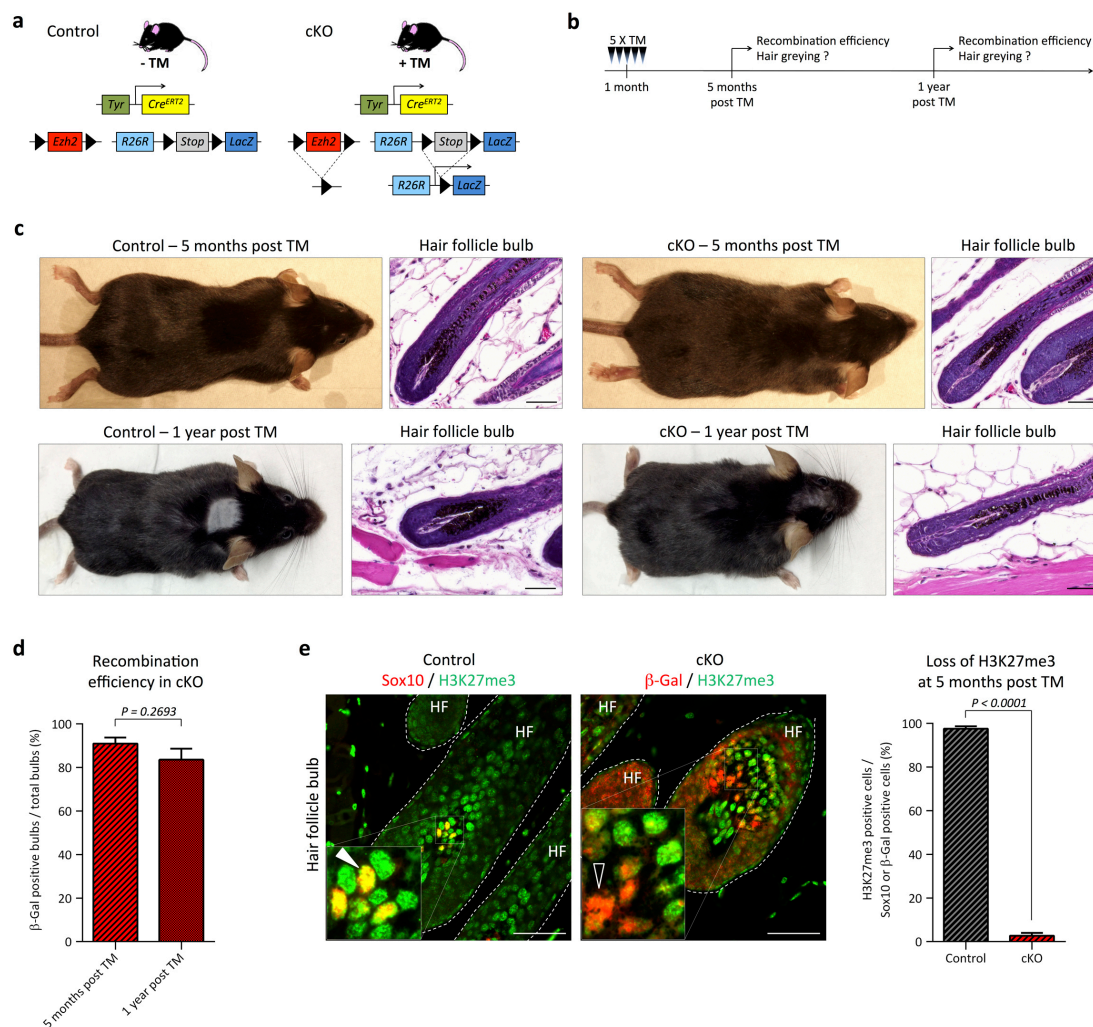 a
Control
cKO
- TM
+ TM
Tyr
Cre^ERT2
Tyr
Cre^ERT2
Ezh2
R26R
Stop
LacZ
Ezh2
R26R
Stop
LacZ
R26R
LacZ
b
5 X TM
Recombination efficiency
Hair greying ?
Recombination efficiency
Hair greying ?
1 month
5 months
post TM
1 year
post TM
c
Control – 5 months post TM
Hair follicle bulb
cKO – 5 months post TM
Hair follicle bulb
Control – 1 year post TM
Hair follicle bulb
cKO – 1 year post TM
Hair follicle bulb
d
Recombination
efficiency in cKO
P = 0.2693
β-Gal positive bulbs / total bulbs (%)
100
80
60
40
20
0
5 months post TM
1 year post TM
e
Control
Sox10 / H3K27me3
cKO
β-Gal / H3K27me3
Hair follicle bulb
HF
HF
HF
HF
HF
HF
Loss of H3K27me3
at 5 months post TM
P < 0.0001
H3K27me3 positive cells /
Sox10 or β-Gal positive cells (%)
100
80
60
40
20
0
Control
cKO